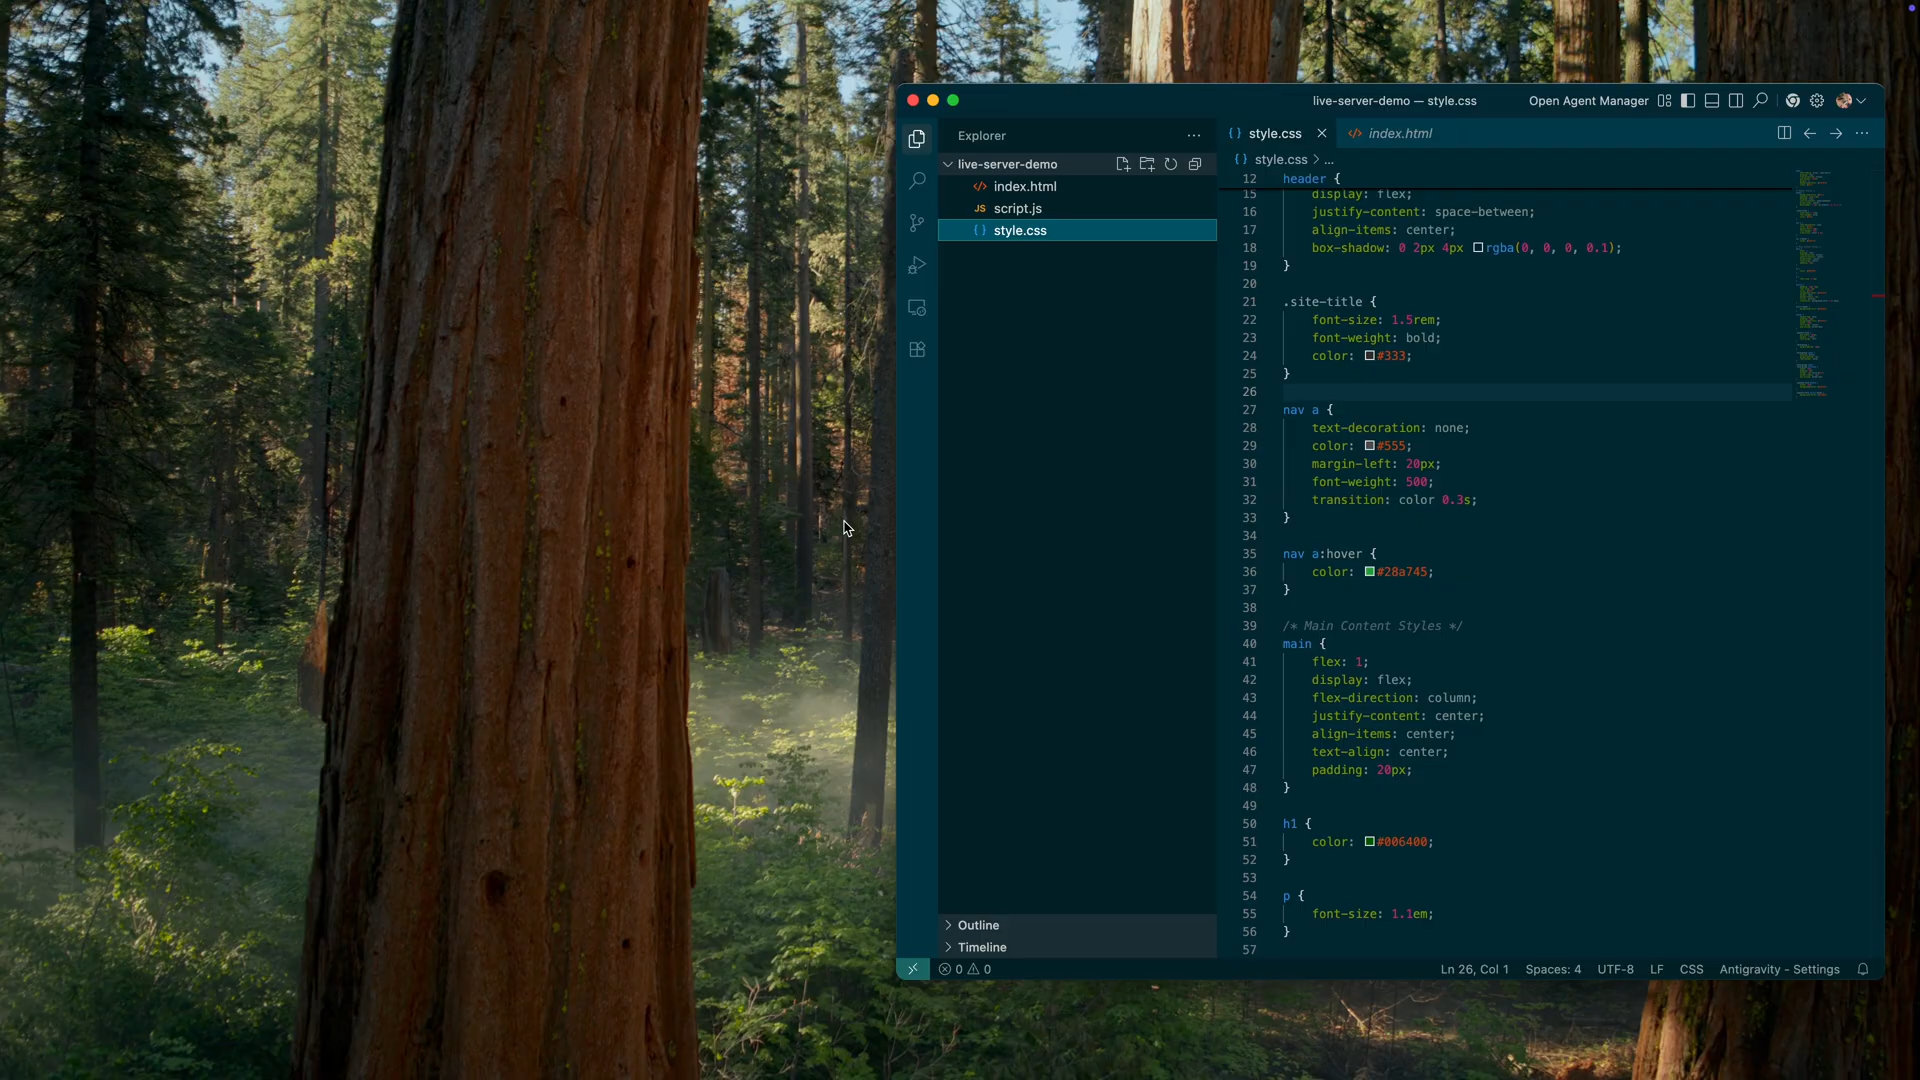 live-server-demo — style.css
Open Agent Manager
Explorer
live-server-demo
index.html
JS script.js
{ } style.css
Outline
Timeline
{ } style.css
index.html
{ } style.css > ...
12 header {
15 display: flex;
16 justify-content: space-between;
17 align-items: center;
18 box-shadow: 0 2px 4px rgba(0, 0, 0, 0.1);
19 }
20
21 .site-title {
22 font-size: 1.5rem;
23 font-weight: bold;
24 color: #333;
25 }
26
27 nav a {
28 text-decoration: none;
29 color: #555;
30 margin-left: 20px;
31 font-weight: 500;
32 transition: color 0.3s;
33 }
34
35 nav a:hover {
36 color: #28a745;
37 }
38
39 /* Main Content Styles */
40 main {
41 flex: 1;
42 display: flex;
43 flex-direction: column;
44 justify-content: center;
45 align-items: center;
46 text-align: center;
47 padding: 20px;
48 }
49
50 h1 {
51 color: #006400;
52 }
53
54 p {
55 font-size: 1.1em;
56 }
57
0 0
Ln 26, Col 1 Spaces: 4 UTF-8 LF CSS Antigravity - Settings